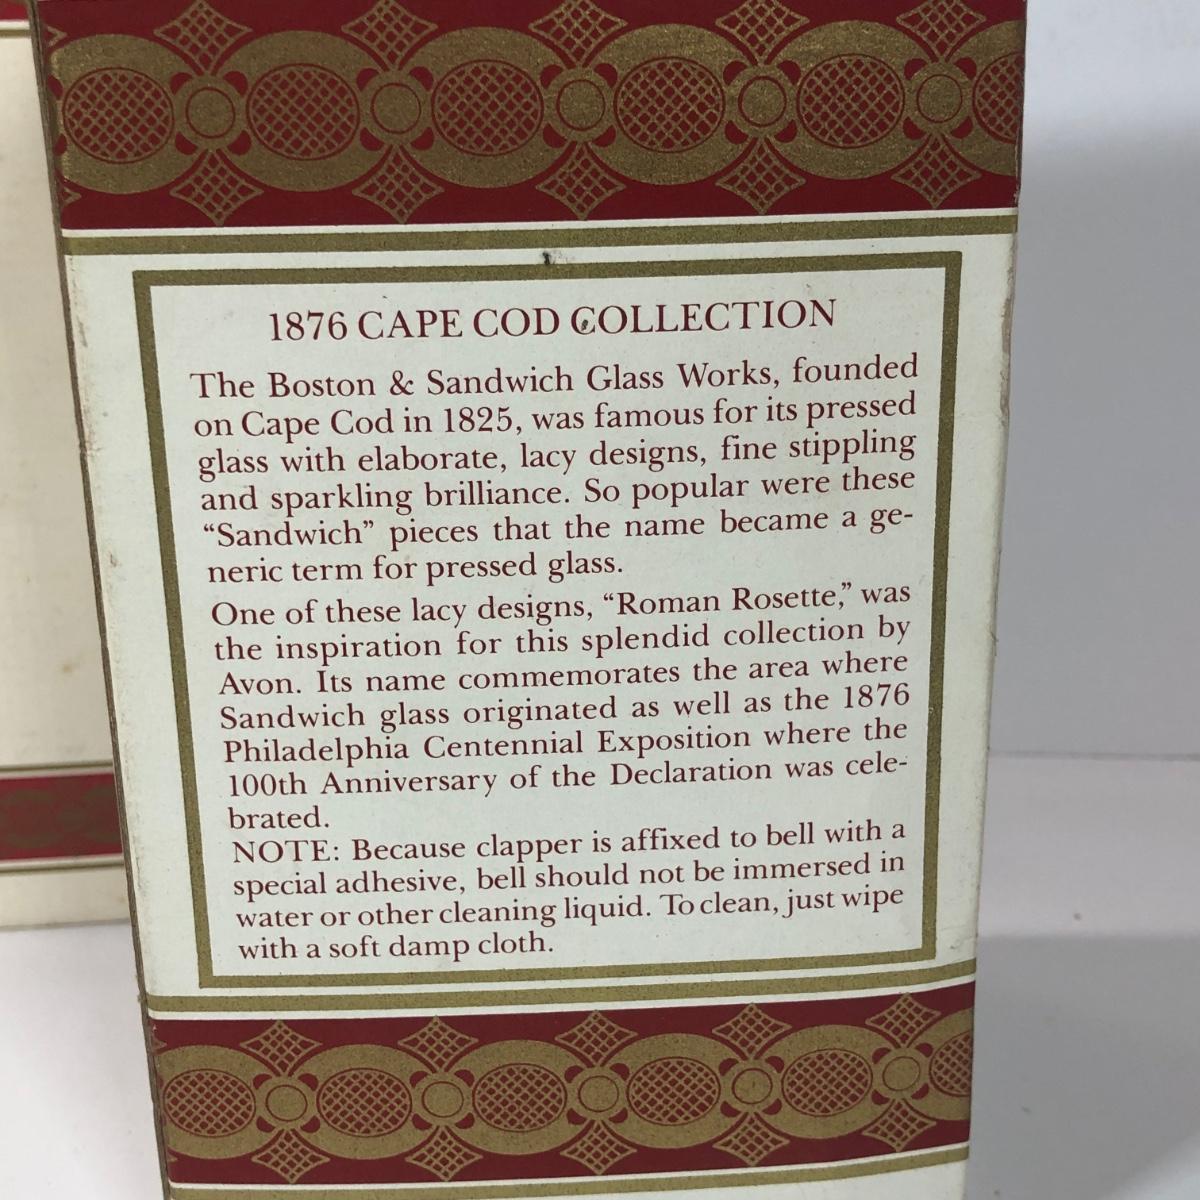 1876 CAPE COD COLLECTION
The Boston & Sandwich Glass Works, founded
on Cape Cod in 1825, was famous for its pressed
glass with elaborate, lacy designs, fine stippling
and sparkling brilliance. So popular were these
“Sandwich” pieces that the name became a ge-
neric term for pressed glass.
One of these lacy designs, “Roman Rosette,” was
the inspiration for this splendid collection by
Avon. Its name commemorates the area where
Sandwich glass originated as well as the 1876
Philadelphia Centennial Exposition where the
100th Anniversary of the Declaration was cele-
brated.
NOTE: Because clapper is affixed to bell with a
special adhesive, bell should not be immersed in
water or other cleaning liquid. To clean, just wipe
with a soft damp cloth.